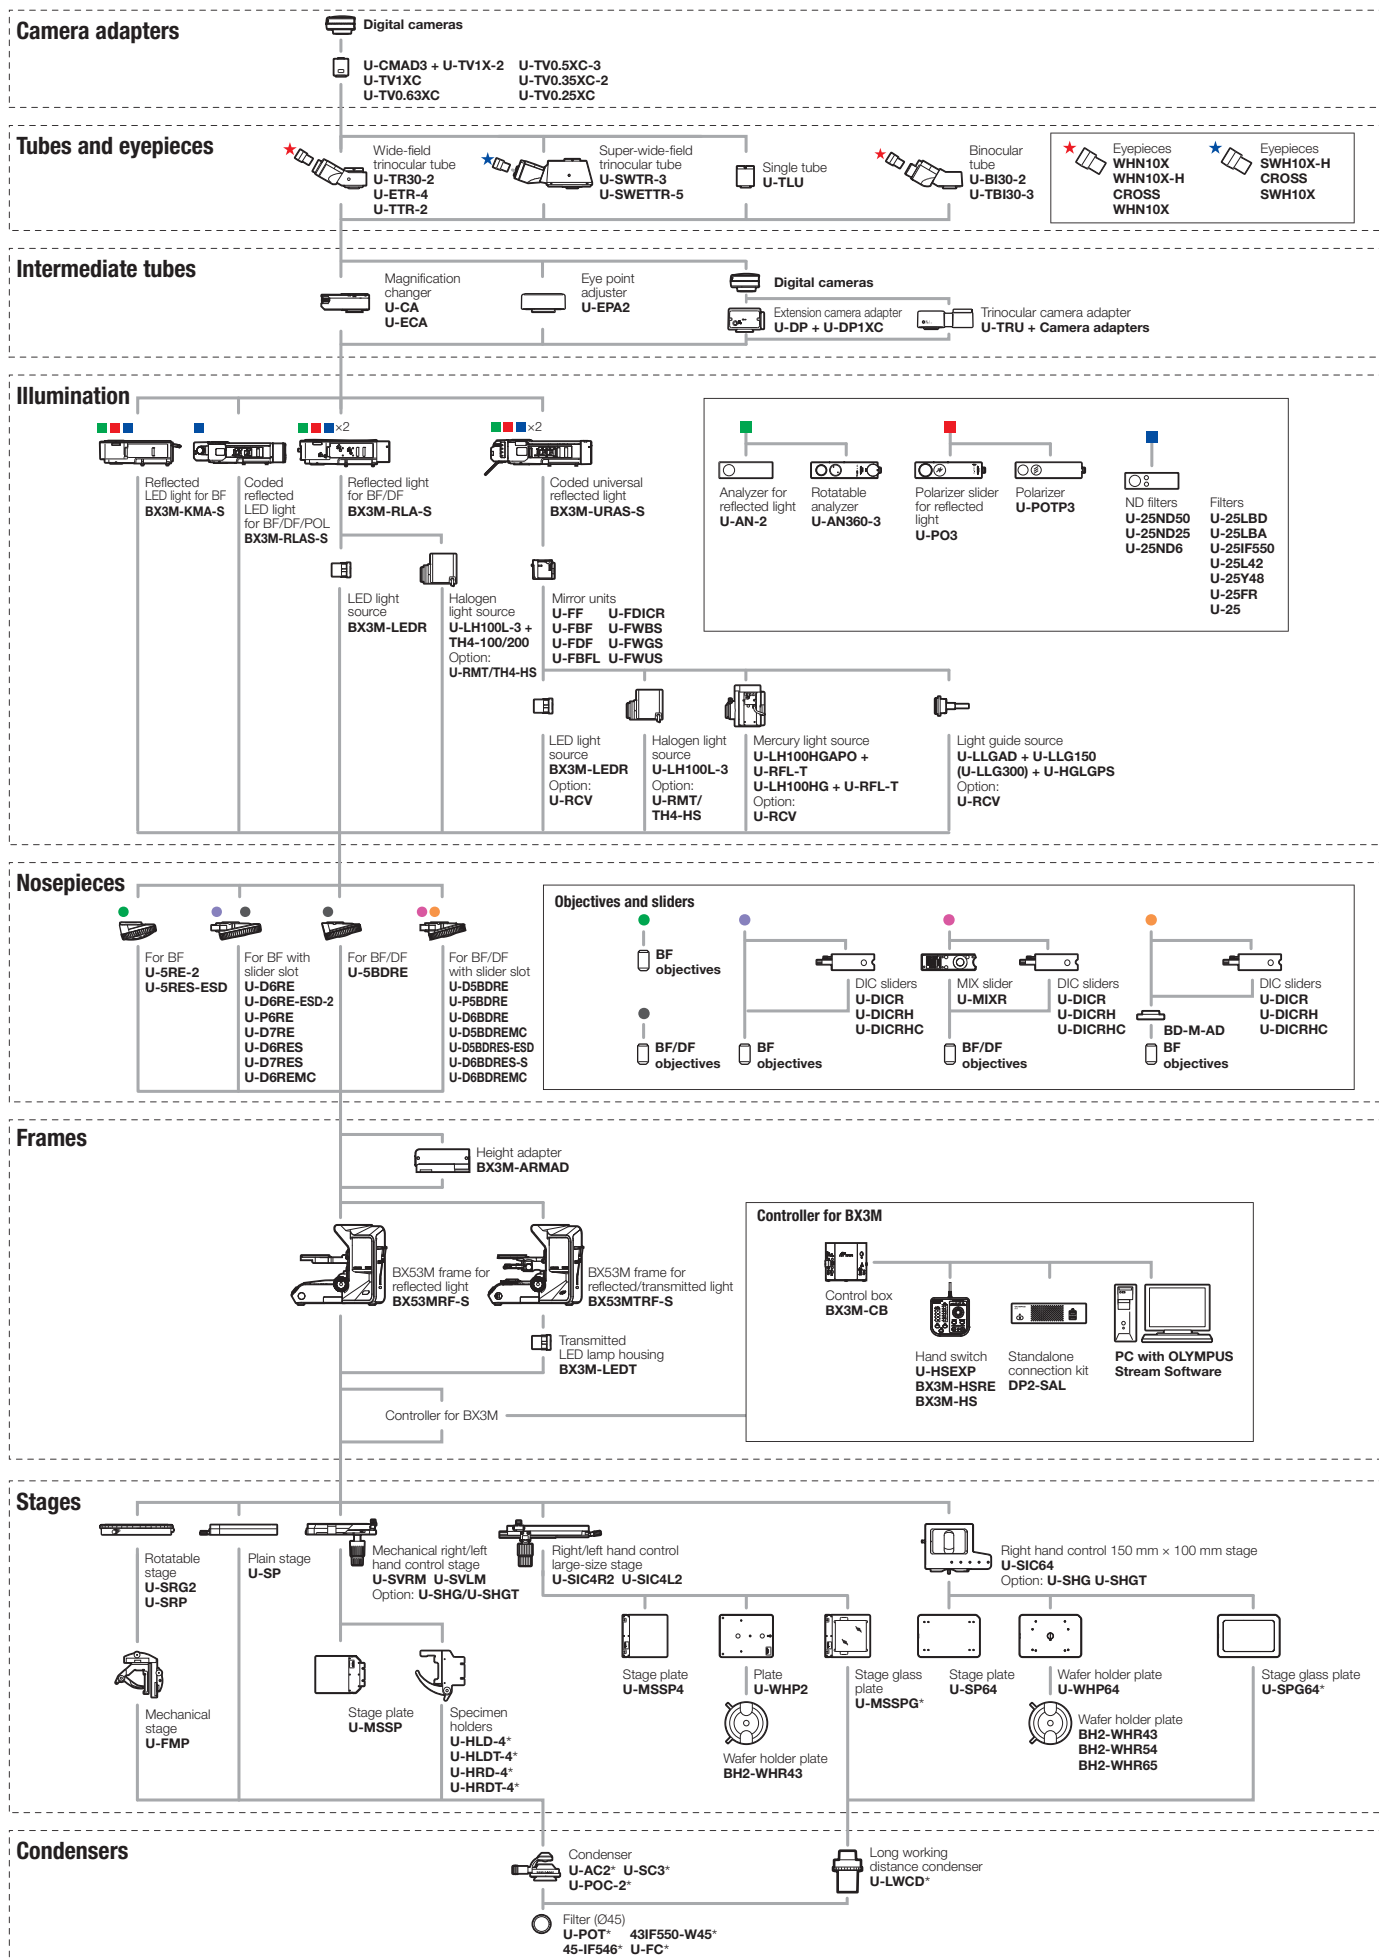 Camera adapters
Digital cameras
U-CMAD3 + U-TV1X-2
U-TV1XC
U-TV0.63XC
U-TV0.5XC-3
U-TV0.35XC-2
U-TV0.25XC
Tubes and eyepieces
Wide-field
trinocular tube
U-TR30-2
U-ETR-4
U-TTR-2
Super-wide-field
trinocular tube
U-SWTR-3
U-SWETTR-5
Single tube
U-TLU
Binocular
tube
U-BI30-2
U-TBI30-3
Eyepieces
WHN10X
WHN10X-H
CROSS
WHN10X
Eyepieces
SWH10X-H
CROSS
SWH10X
Intermediate tubes
Magnification
changer
U-CA
U-ECA
Eye point
adjuster
U-EPA2
Digital cameras
Extension camera adapter
U-DP + U-DP1XC
Trinocular camera adapter
U-TRU + Camera adapters
Illumination
×2
×2
Reflected
LED light for BF
BX3M-KMA-S
Coded
reflected
LED light
for BF/DF/POL
BX3M-RLAS-S
Reflected light
for BF/DF
BX3M-RLA-S
Coded universal
reflected light
BX3M-URAS-S
Analyzer for
reflected light
U-AN-2
Rotatable
analyzer
U-AN360-3
Polarizer slider
for reflected
light
U-PO3
Polarizer
U-POTP3
ND filters
U-25ND50
U-25ND25
U-25ND6
Filters
U-25LBD
U-25LBA
U-25IF550
U-25L42
U-25Y48
U-25FR
U-25
LED light
source
BX3M-LEDR
Halogen
light source
U-LH100L-3 +
TH4-100/200
Option:
U-RMT/TH4-HS
Mirror units
U-FF U-FDICR
U-FBF U-FWBS
U-FDF U-FWGS
U-FBFL U-FWUS
LED light
source
BX3M-LEDR
Option:
U-RCV
Halogen light
source
U-LH100L-3
Option:
U-RMT/
TH4-HS
Mercury light source
U-LH100HGAPO +
U-RFL-T
U-LH100HG + U-RFL-T
Option:
U-RCV
Light guide source
U-LLGAD + U-LLG150
(U-LLG300) + U-HGLGPS
Option:
U-RCV
Nosepieces
For BF
U-5RE-2
U-5RES-ESD
For BF with
slider slot
U-D6RE
U-D6RE-ESD-2
U-P6RE
U-D7RE
U-D6RES
U-D7RES
U-D6REMC
For BF/DF
U-5BDRE
For BF/DF
with slider slot
U-D5BDRE
U-P5BDRE
U-D6BDRE
U-D5BDREMC
U-D5BDRES-ESD
U-D6BDRES-S
U-D6BDREMC
Objectives and sliders
BF
objectives
BF/DF
objectives
DIC sliders
U-DICR
U-DICRH
U-DICRHC
BF
objectives
MIX slider
U-MIXR
DIC sliders
U-DICR
U-DICRH
U-DICRHC
BF/DF
objectives
DIC sliders
U-DICR
U-DICRH
U-DICRHC
BD-M-AD
BF
objectives
Frames
Height adapter
BX3M-ARMAD
BX53M frame for
reflected light
BX53MRF-S
BX53M frame for
reflected/transmitted light
BX53MTRF-S
Transmitted
LED lamp housing
BX3M-LEDT
Controller for BX3M
Controller for BX3M
Control box
BX3M-CB
Hand switch
U-HSEXP
BX3M-HSRE
BX3M-HS
Standalone
connection kit
DP2-SAL
PC with OLYMPUS
Stream Software
Stages
Rotatable
stage
U-SRG2
U-SRP
Plain stage
U-SP
Mechanical right/left
hand control stage
U-SVRM U-SVLM
Option: U-SHG/U-SHGT
Right/left hand control
large-size stage
U-SIC4R2 U-SIC4L2
Right hand control 150 mm × 100 mm stage
U-SIC64
Option: U-SHG U-SHGT
Mechanical
stage
U-FMP
Stage plate
U-MSSP
Specimen
holders
U-HLD-4*
U-HLDT-4*
U-HRD-4*
U-HRDT-4*
Stage plate
U-MSSP4
Plate
U-WHP2
Wafer holder plate
BH2-WHR43
Stage glass
plate
U-MSSPG*
Stage plate
U-SP64
Wafer holder plate
U-WHP64
Wafer holder plate
BH2-WHR43
BH2-WHR54
BH2-WHR65
Stage glass plate
U-SPG64*
Condensers
Condenser
U-AC2* U-SC3*
U-POC-2*
Long working
distance condenser
U-LWCD*
Filter (Ø45)
U-POT* 43IF550-W45*
45-IF546* U-FC*